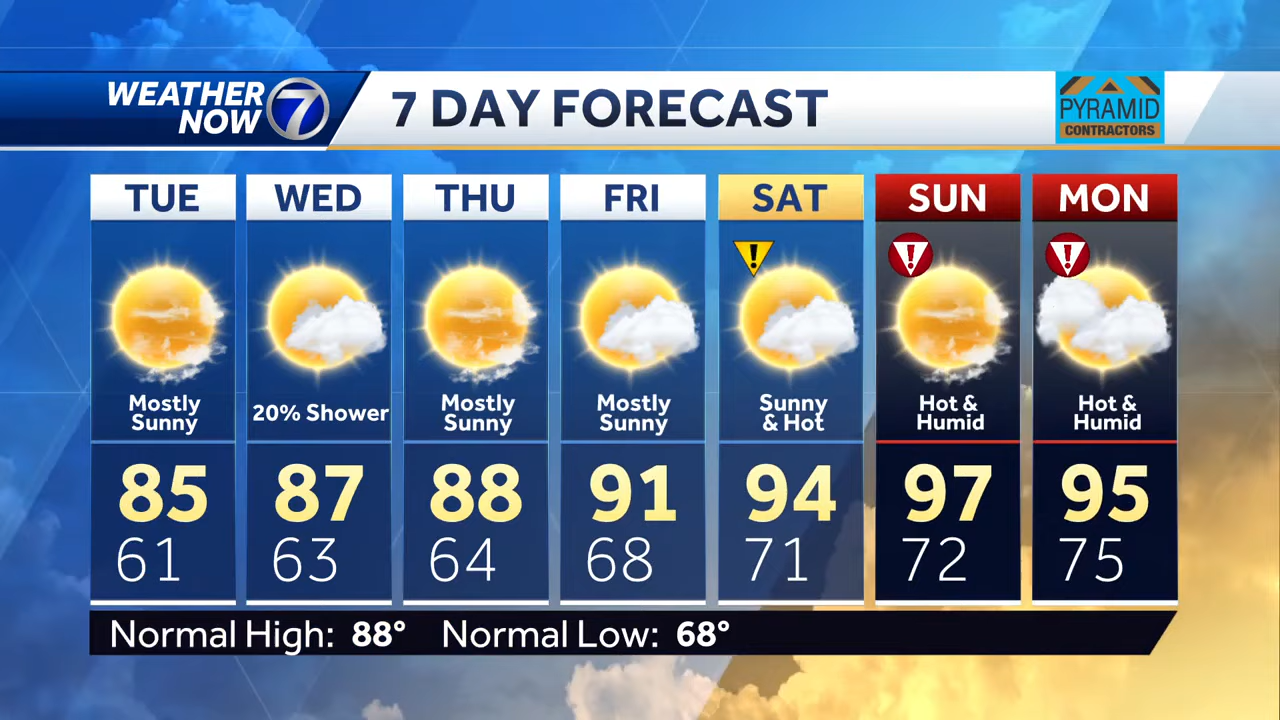 WEATHER
NOW
7
7 DAY FORECAST
PYRAMID
CONTRACTORS
TUE
Mostly
Sunny
85
61
WED
20% Shower
87
63
THU
Mostly
Sunny
88
64
FRI
Mostly
Sunny
91
68
SAT
!
Sunny
& Hot
94
71
SUN
!
Hot &
Humid
97
72
MON
!
Hot &
Humid
95
75
Normal High: 88° Normal Low: 68°